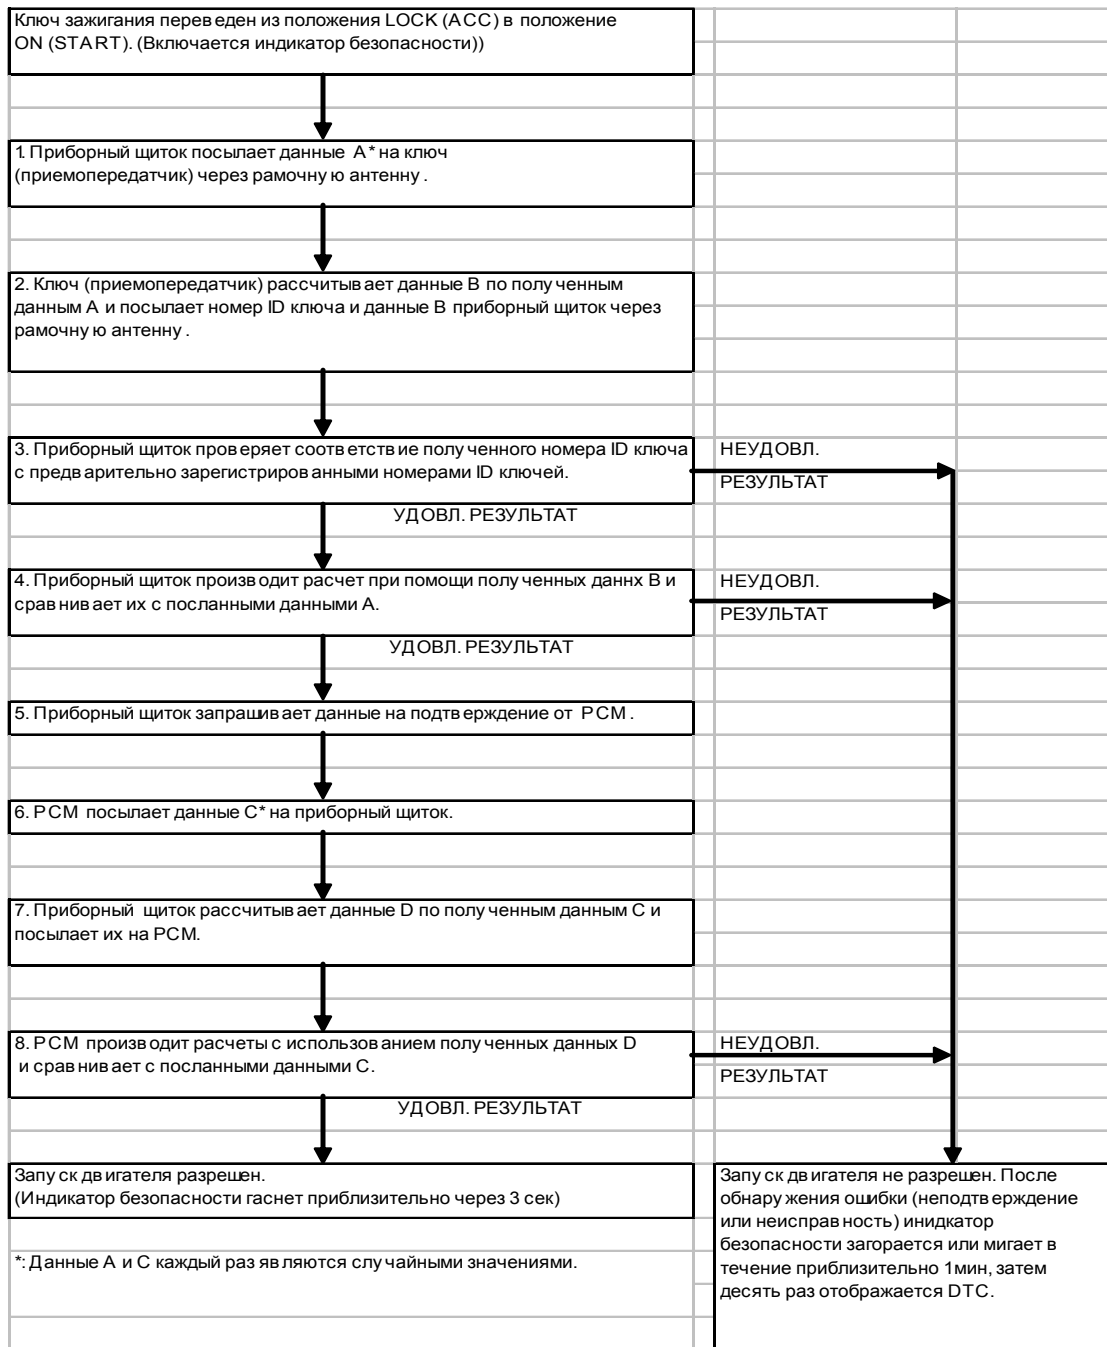 Ключ зажигания переведен из положения LOCK (ACC) в положение
ON (START). (Включается индикатор безопасности))
1. Приборный щиток посылает данные А* на ключ
(приемопередатчик) через рамочную антенну.
2. Ключ (приемопередатчик) рассчитывает данные В по полученным
данным А и посылает номер ID ключа и данные В приборный щиток через
рамочную антенну.
3. Приборный щиток проверяет соответствие полученного номера ID ключа
с предварительно зарегистрированными номерами ID ключей.
НЕУДОВЛ.
РЕЗУЛЬТАТ
УДОВЛ. РЕЗУЛЬТАТ
4. Приборный щиток производит расчет при помощи полученных даннх В и
сравнивает их с посланными данными А.
НЕУДОВЛ.
РЕЗУЛЬТАТ
УДОВЛ. РЕЗУЛЬТАТ
5. Приборный щиток запрашивает данные на подтверждение от PCM.
6. PCM посылает данные С* на приборный щиток.
7. Приборный щиток рассчитывает данные D по полученным данным С и
посылает их на PCM.
8. PCM производит расчеты с использованием полученных данных D
и сравнивает с посланными данными С.
НЕУДОВЛ.
РЕЗУЛЬТАТ
УДОВЛ. РЕЗУЛЬТАТ
Запуск двигателя разрешен.
(Индикатор безопасности гаснет приблизительно через 3 сек)
*: Данные А и С каждый раз являются случайными значениями.
Запуск двигателя не разрешен. После
обнаружения ошибки (неподтверждение
или неисправность) инидкатор
безопасности загорается или мигает в
течение приблизительно 1мин, затем
десять раз отображается DTC.